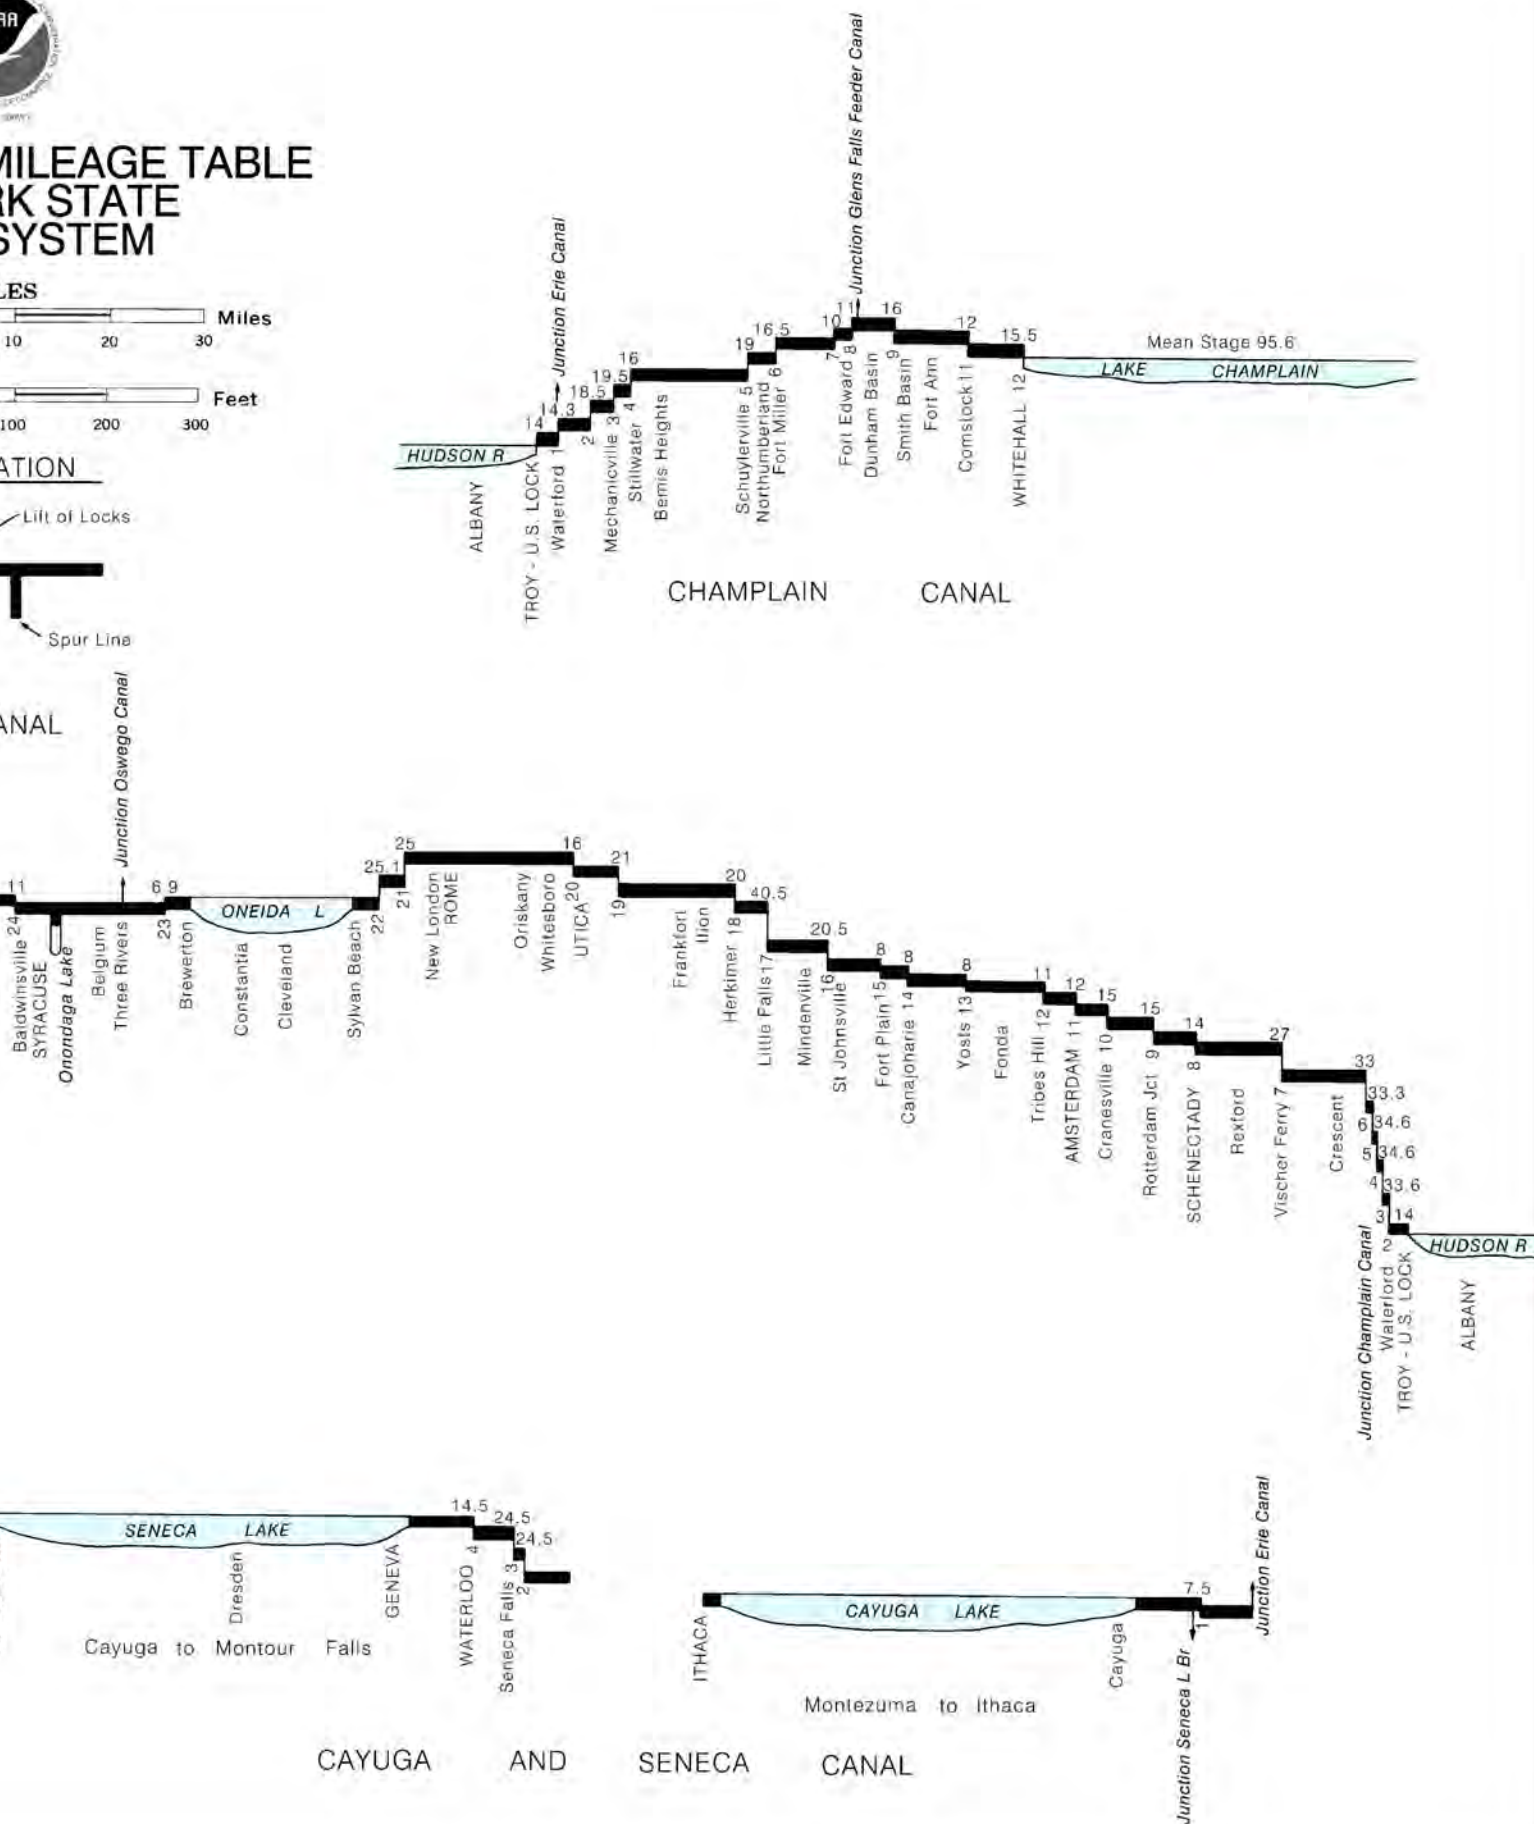 MILEAGE TABLE
RK STATE
SYSTEM
LES
Miles
10 20 30
Feet
100 200 300
ATION
Lift of Locks
Spur Line
ANAL
Junction Glens Falls Feeder Canal
Junction Erie Canal
14 14.3 18.5 19.5 16 19 16.5 10 11 16 12 15.5
Mean Stage 95.6
LAKE CHAMPLAIN
HUDSON R
ALBANY
TROY - U.S. LOCK
Waterford 1
2
Mechanicville 3
Stillwater 4
Bemis Heights
Schuylerville 5
Northumberland
Fort Miller 6
7
Fort Edward 8
Dunham Basin
Smith Basin 9
Fort Ann
Comstock 11
WHITEHALL 12
CHAMPLAIN CANAL
Junction Oswego Canal
11 6.9 25.1 25 16 21 20 40.5 20.5 8 8 8 11 12 15 15 14 27 33 33.3 34.6 34.6 33.6 14
ONEIDA L
Baldwinsville 24
SYRACUSE
Onondaga Lake
Belgium
Three Rivers
23
Brewerton
Constantia
Cleveland
Sylvan Beach
22
21
New London
ROME
Oriskany
Whitesboro
20
UTICA
19
Frankfort
Ilion
Herkimer 18
Little Falls 17
Mindenville
16
St Johnsville
Fort Plain 15
Canajoharie 14
Yosts 13
Fonda
Tribes Hill 12
AMSTERDAM 11
Cranesville 10
Rotterdam Jct 9
SCHENECTADY 8
Rexford
Vischer Ferry 7
Crescent
6
5
4
3
2
Junction Champlain Canal
Waterford
TROY - U.S. LOCK
HUDSON R
ALBANY
14.5 24.5 24.5
SENECA LAKE
Dresden
GENEVA
WATERLOO 4
Seneca Falls 3
2
Cayuga to Montour Falls
Junction Erie Canal
7.5
CAYUGA LAKE
ITHACA
Cayuga
1
Junction Seneca L Br
Montezuma to Ithaca
CAYUGA AND SENECA CANAL